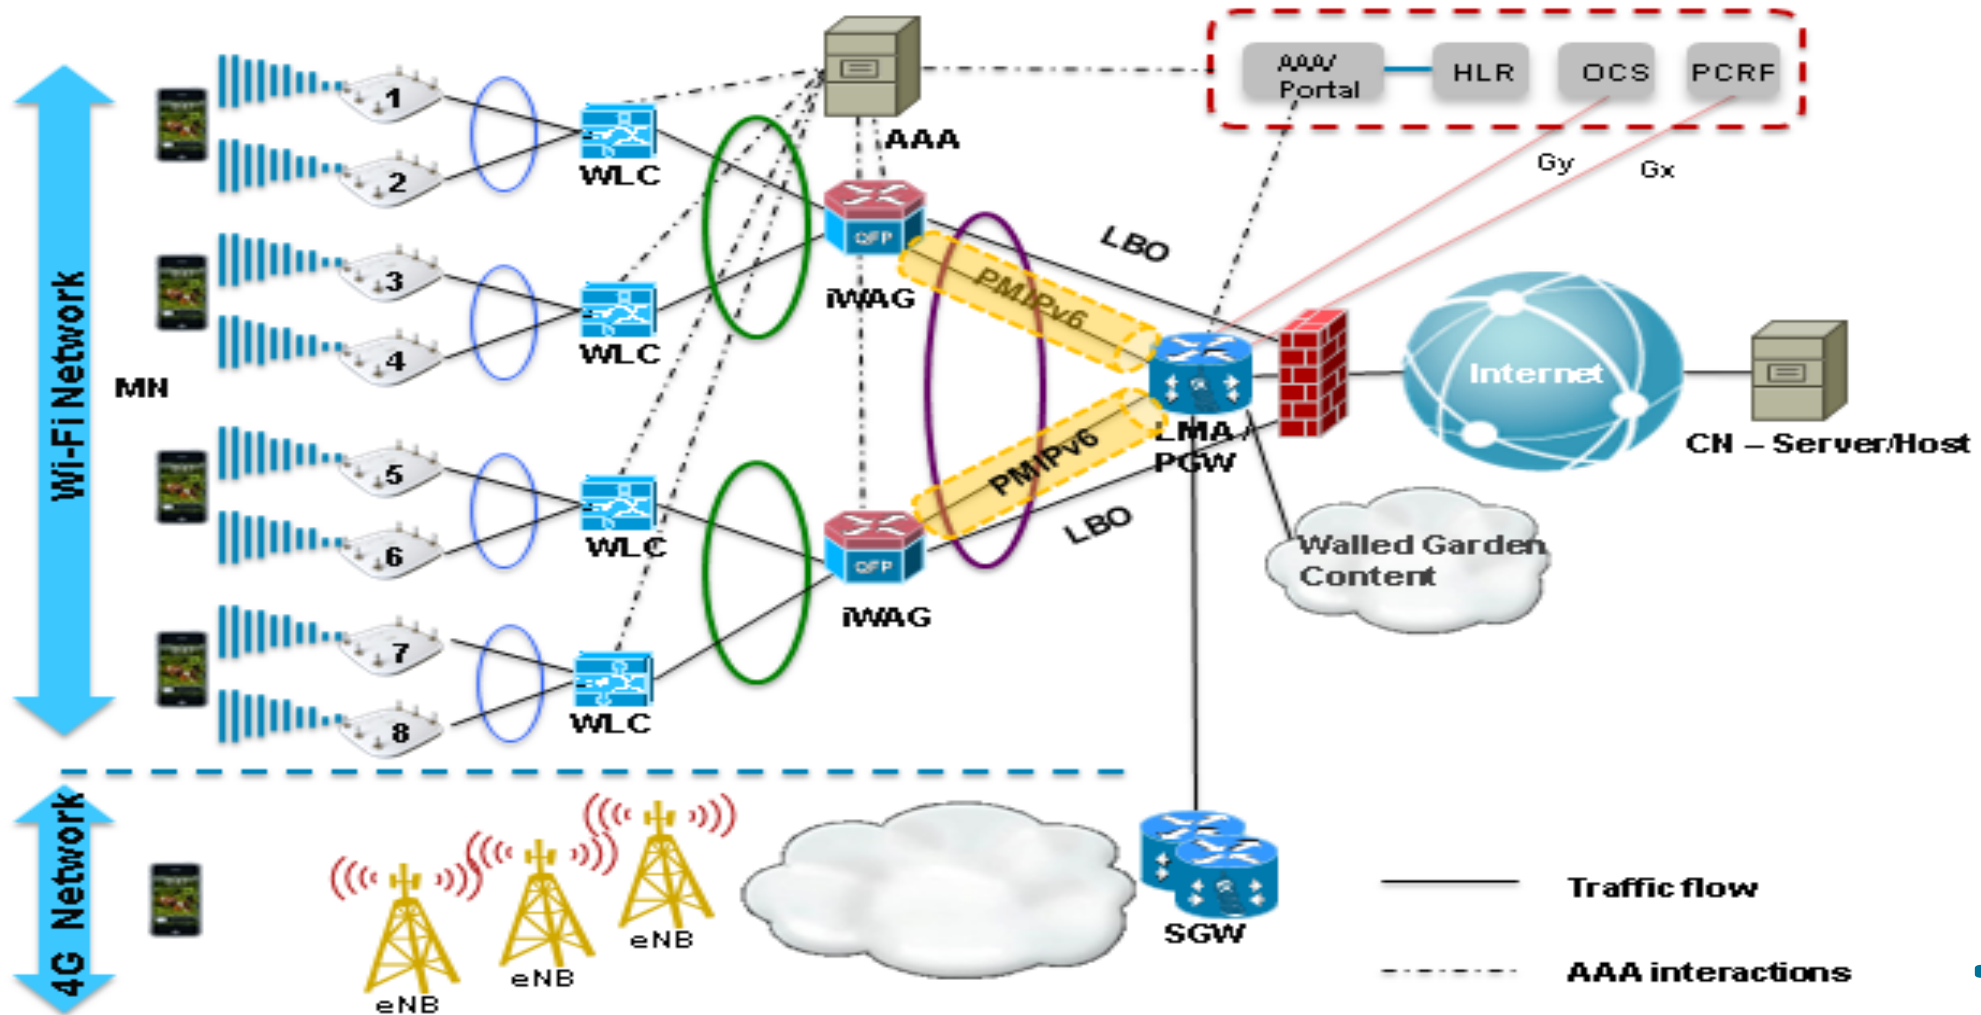 Wi-Fi Network
MN
1
2
3
4
5
6
7
8
WLC
WLC
WLC
WLC
AAA
QFP
iWAG
QFP
iWAG
AAA/
Portal
HLR
OCS
PCRF
Gy
Gx
LBO
PMIPv6
PMIPv6
LBO
LMA /
PGW
Internet
CN – Server/Host
Walled Garden
Content
4G Network
eNB
eNB
eNB
SGW
Traffic flow
AAA interactions